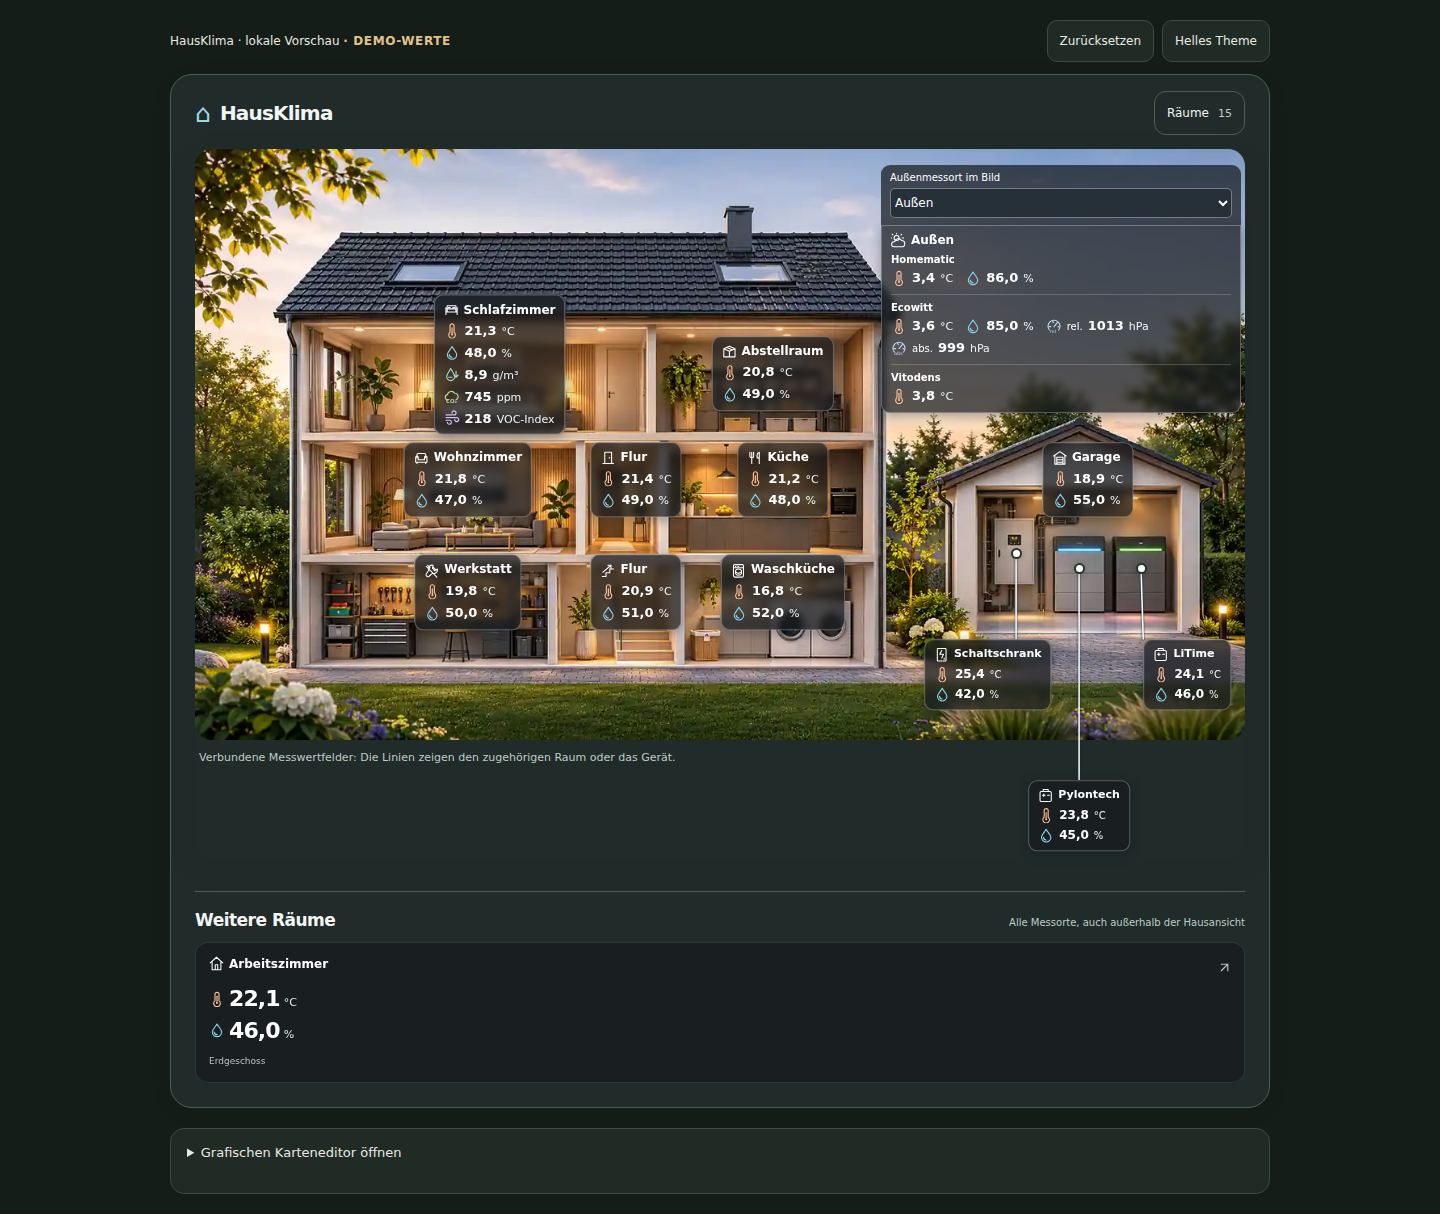 HausKlima · lokale Vorschau · DEMO-WERTE
Zurücksetzen
Helles Theme
HausKlima
Räume 15
Außenmessort im Bild
Außen
Außen
Homematic
3,4 °C 86,0 %
Ecowitt
3,6 °C 85,0 % rel. 1013 hPa
abs. 999 hPa
Vitodens
3,8 °C
Schlafzimmer
21,3 °C
48,0 %
8,9 g/m³
745 ppm
218 VOC-Index
Abstellraum
20,8 °C
49,0 %
Wohnzimmer
21,8 °C
47,0 %
Flur
21,4 °C
49,0 %
Küche
21,2 °C
48,0 %
Garage
18,9 °C
55,0 %
Werkstatt
19,8 °C
50,0 %
Flur
20,9 °C
51,0 %
Waschküche
16,8 °C
52,0 %
Schaltschrank
25,4 °C
42,0 %
LiTime
24,1 °C
46,0 %
Verbundene Messwertfelder: Die Linien zeigen den zugehörigen Raum oder das Gerät.
Pylontech
23,8 °C
45,0 %
Weitere Räume
Alle Messorte, auch außerhalb der Hausansicht
Arbeitszimmer
22,1 °C
46,0 %
Erdgeschoss
Grafischen Karteneditor öffnen